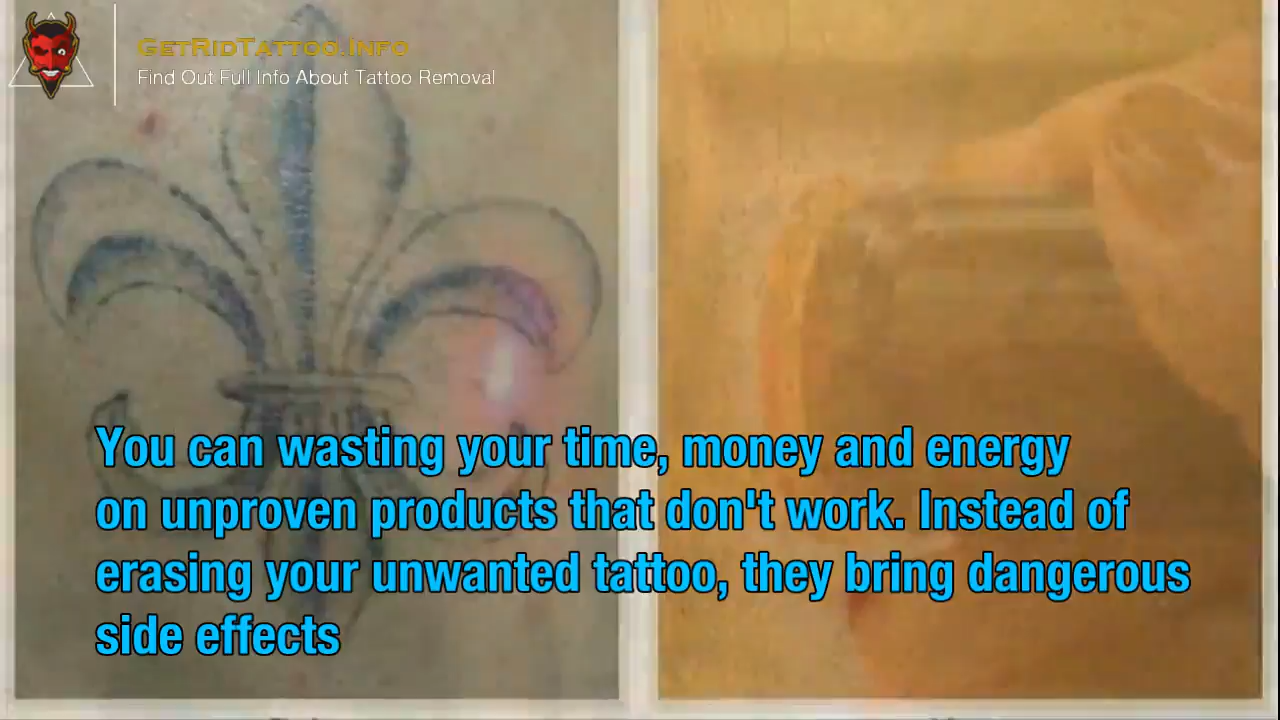 GetRidTattoo.Info
Find Out Full Info About Tattoo Removal
You can wasting your time, money and energy
on unproven products that don't work. Instead of
erasing your unwanted tattoo, they bring dangerous
side effects